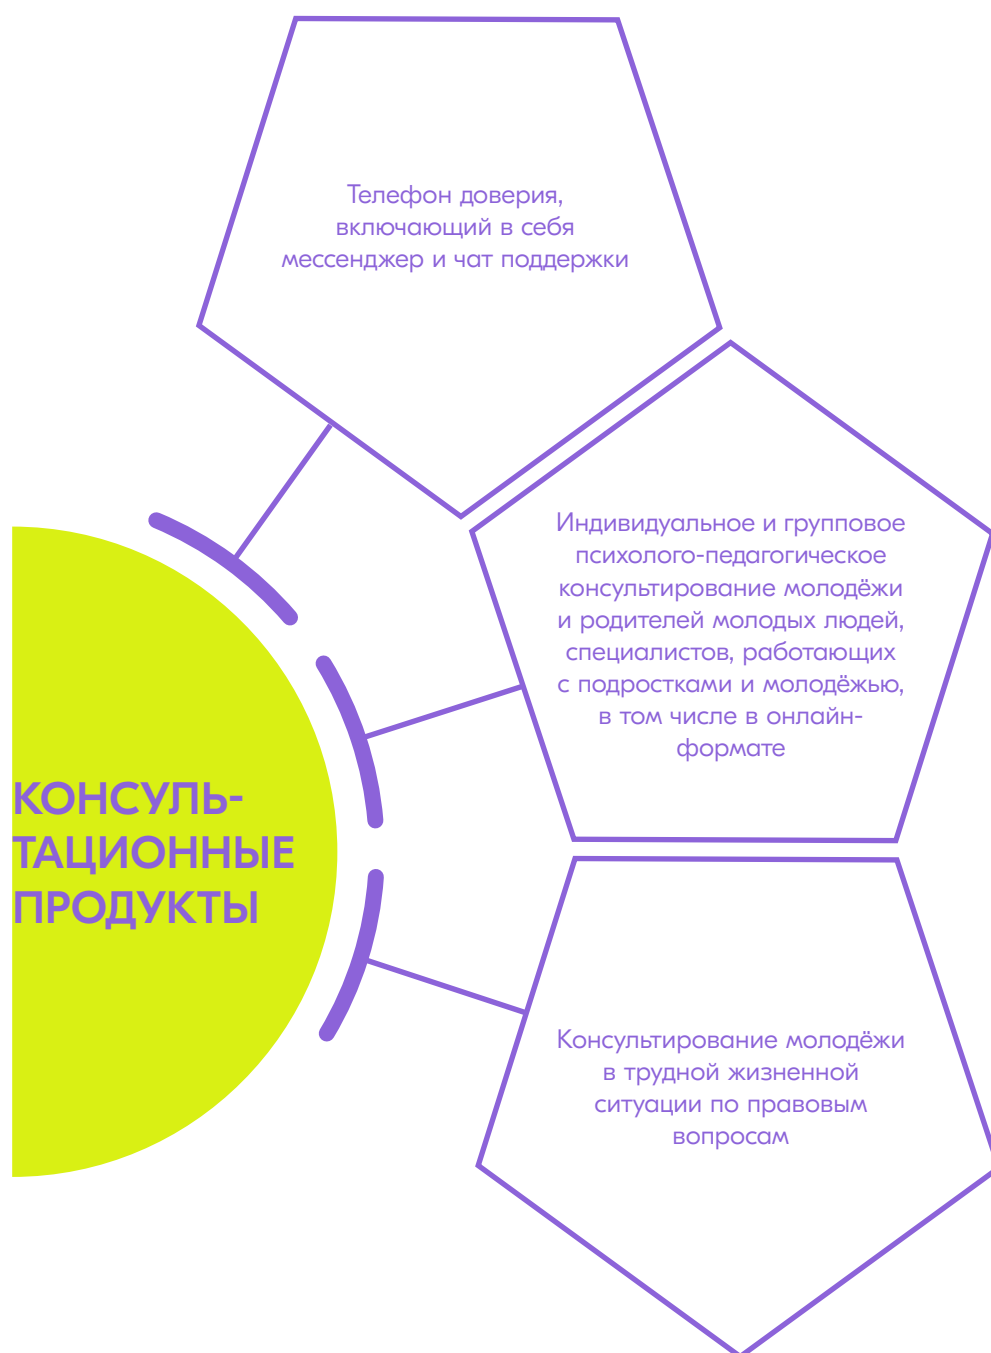 Телефон доверия,
включающий в себя
мессенджер и чат поддержки
Индивидуальное и групповое
психолого-педагогическое
консультирование молодёжи
и родителей молодых людей,
специалистов, работающих
с подростками и молодёжью,
в том числе в онлайн-
формате
КОНСУЛЬ-
ТАЦИОННЫЕ
ПРОДУКТЫ
Консультирование молодёжи
в трудной жизненной
ситуации по правовым
вопросам